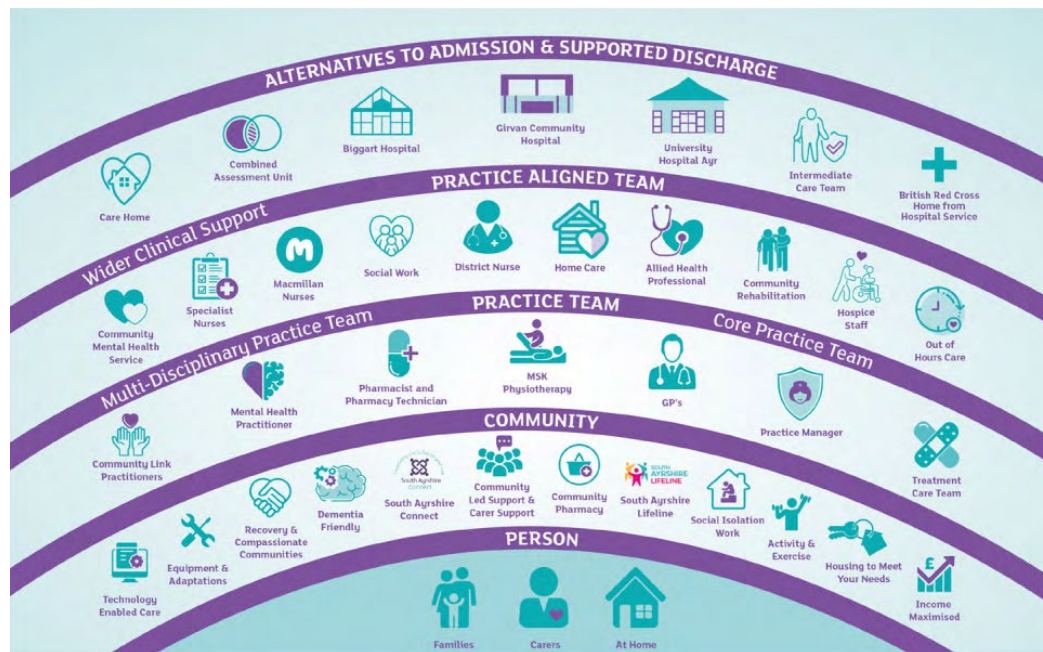 ALTERNATIVES TO ADMISSION & SUPPORTED DISCHARGE
Care Home
Combined
Assessment Unit
Biggart Hospital
Girvan Community
Hospital
University
Hospital Ayr
Intermediate
Care Team
British Red Cross
Home from
Hospital Service
Wider Clinical Support
PRACTICE ALIGNED TEAM
Community
Mental Health
Service
Specialist
Nurses
M
Macmillan
Nurses
Social Work
District Nurse
Home Care
Allied Health
Professional
Community
Rehabilitation
Hospice
Staff
Out of
Hours Care
Multi-Disciplinary Practice Team
PRACTICE TEAM
Core Practice Team
Community Link
Practitioners
Mental Health
Practitioner
Pharmacist and
Pharmacy Technician
MSK
Physiotherapy
GP's
Practice Manager
Treatment
Care Team
COMMUNITY
Technology
Enabled Care
Equipment &
Adaptations
Recovery &
Compassionate
Communities
Dementia
Friendly
South Ayrshire
CONNECT
South Ayrshire
Connect
Community
Led Support &
Carer Support
Community
Pharmacy
SOUTH
AYRSHIRE
LIFELINE
South Ayrshire
Lifeline
Social Isolation
Work
Activity &
Exercise
Housing to Meet
Your Needs
£
Income
Maximised
PERSON
Families
Carers
At Home